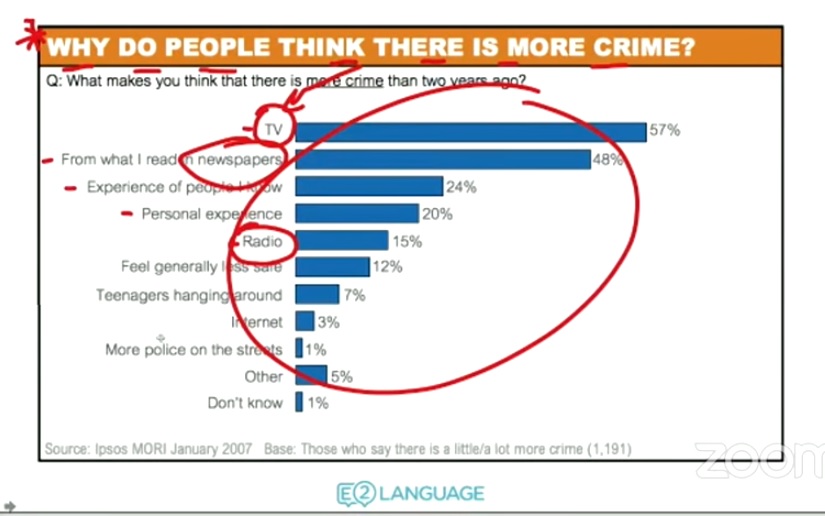 WHY DO PEOPLE THINK THERE IS MORE CRIME?
Q: What makes you think that there is more crime than two years ago?
TV 57%
From what I read in newspapers 48%
Experience of people I know 24%
Personal experience 20%
Radio 15%
Feel generally less safe 12%
Teenagers hanging around 7%
Internet 3%
More police on the streets 1%
Other 5%
Don't know 1%
Source: Ipsos MORI January 2007 Base: Those who say there is a little/a lot more crime (1,191)
zoom
E2 LANGUAGE